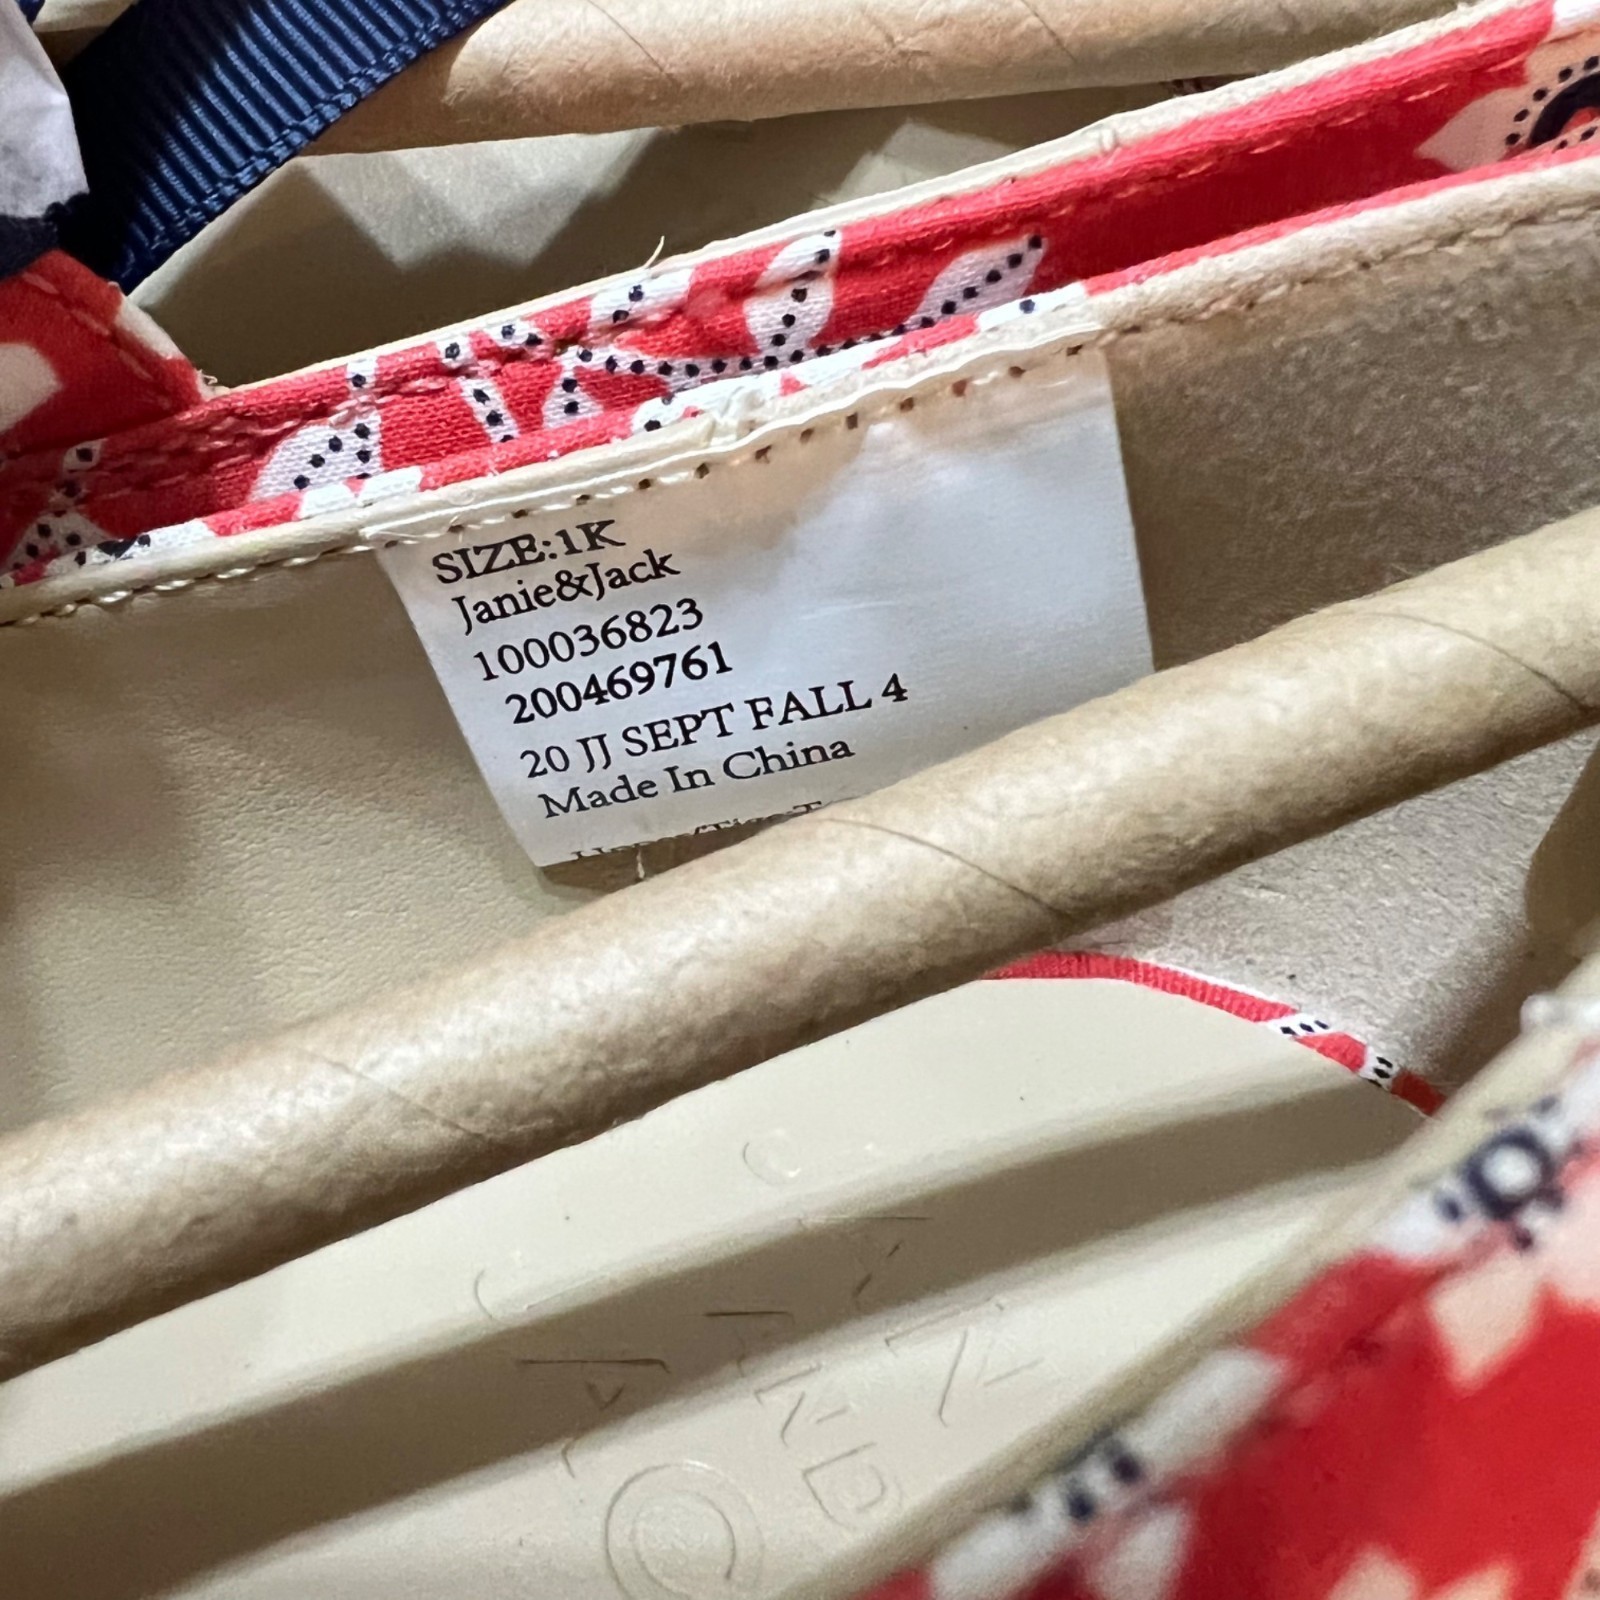 SIZE:1K
Janie&Jack
100036823
200469761
20 JJ SEPT FALL 4
Made In China